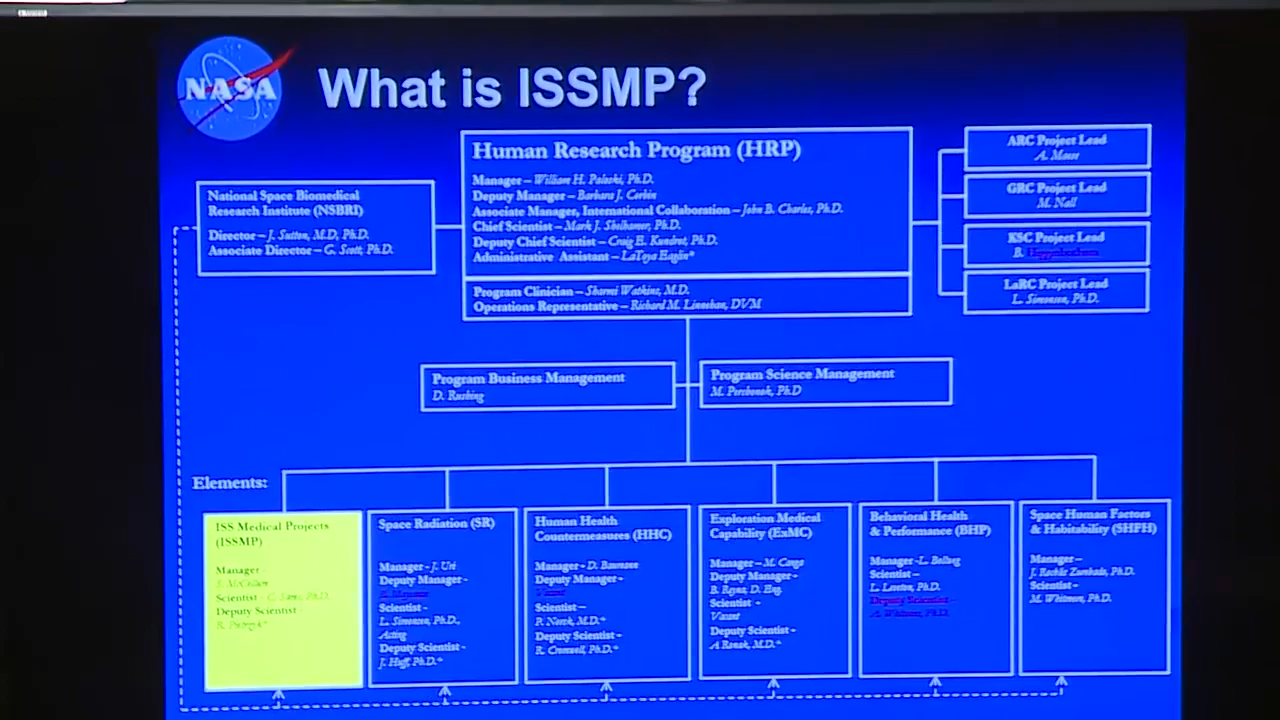 NASA
What is ISSMP?
Human Research Program (HRP)
Manager – William H. Paloski, Ph.D.
Deputy Manager – Barbara J. Corbin
Associate Manager, International Collaboration – John B. Charles, Ph.D.
Chief Scientist – Mark J. Shelhamer, Ph.D.
Deputy Chief Scientist – Craig E. Kundrot, Ph.D.
Administrative Assistant – LaToya Eaglin*
Program Clinician – Sharmi Watkins, M.D.
Operations Representative – Richard M. Linnehan, DVM
National Space Biomedical
Research Institute (NSBRI)
Director – J. Sutton, M.D, Ph.D.
Associate Director – G. Scott, Ph.D.
ARC Project Lead
A.
GRC Project Lead
M. Nall
KSC Project Lead
B.
LaRC Project Lead
L. Simonsen, Ph.D.
Program Business Management
D. Rushing
Program Science Management
M. Perchonok, Ph.D
Elements:
ISS Medical Projects
(ISSMP)
Manager -
S. McCollum
Scientist - C. Sams, Ph.D.
Deputy Scientist -
R. Pietrzyk*
Space Radiation (SR)
Manager - J. Uri
Deputy Manager -
Scientist -
L. Simonsen, Ph.D.,
Acting
Deputy Scientist -
J. Huff, Ph.D.*
Human Health
Countermeasures (HHC)
Manager - D. Baumann
Deputy Manager -
Vacant
Scientist –
P. Norsk, M.D.*
Deputy Scientist -
R. Cromwell, Ph.D.*
Exploration Medical
Capability (ExMC)
Manager – M. Canga
Deputy Manager -
B. Reyna, D. Eng.
Scientist -
Vacant
Deputy Scientist -
A Ronak, M.D.*
Behavioral Health
& Performance (BHP)
Manager -L. Bollweg
Scientist –
L. Leveton, Ph.D.
Deputy Scientist –
A. Whitmire, Ph.D.
Space Human Factors
& Habitability (SHFH)
Manager –
J. Rochlis Zumbado, Ph.D.
Scientist -
M. Whitmore, Ph.D.